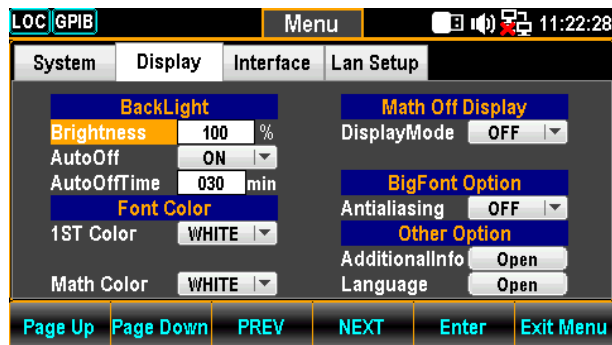 LOC GPIB Menu 11:22:28
System Display Interface Lan Setup
BackLight
Brightness 100 %
AutoOff ON
AutoOffTime 030 min
Font Color
1ST Color WHITE
Math Color WHITE
Math Off Display
DisplayMode OFF
BigFont Option
Antialiasing OFF
Other Option
AdditionalInfo Open
Language Open
Page Up Page Down PREV NEXT Enter Exit Menu